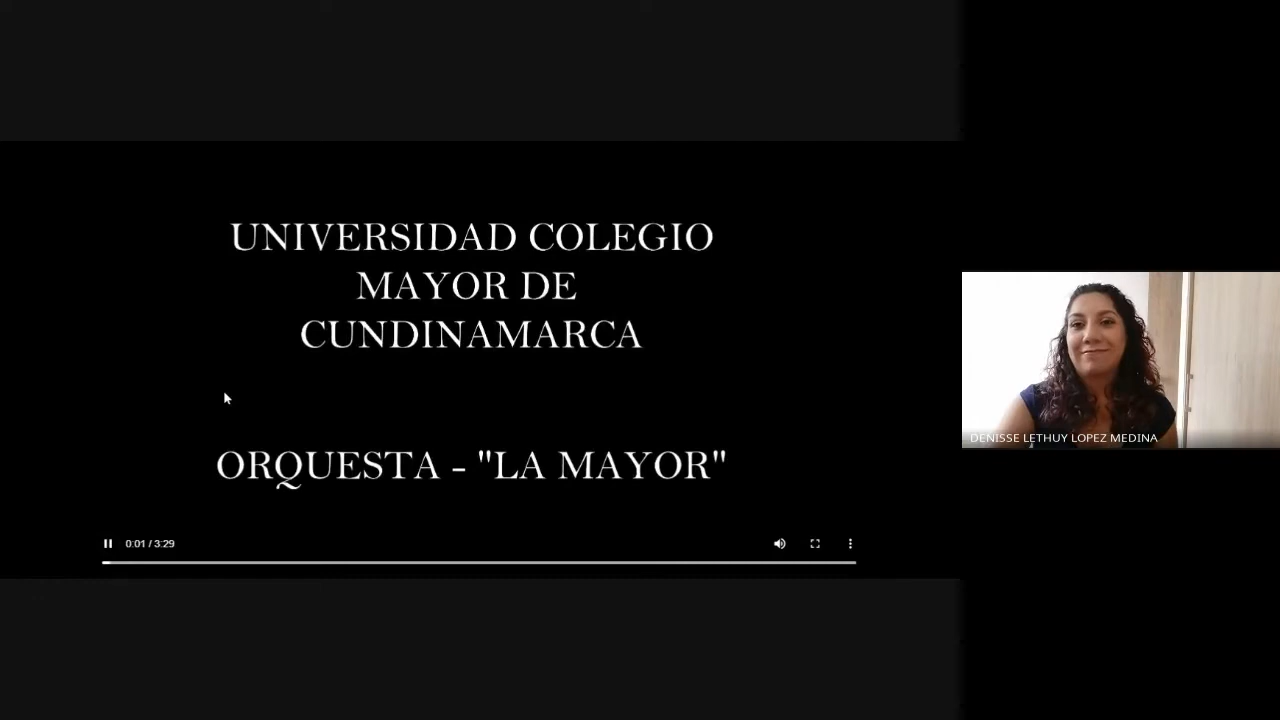 UNIVERSIDAD COLEGIO
MAYOR DE
CUNDINAMARCA
ORQUESTA - "LA MAYOR"
0:01 / 3:29
DENISSE LETHUY LOPEZ MEDINA